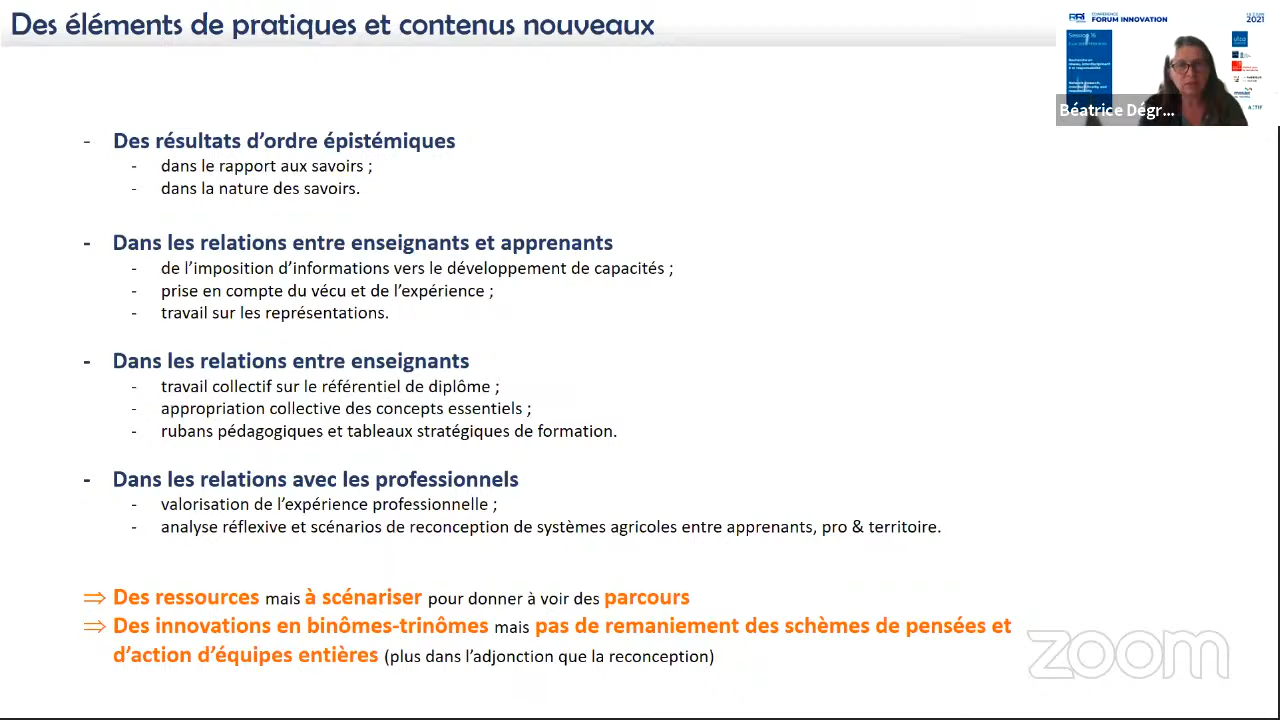 Des éléments de pratiques et contenus nouveaux
CONFÉRENCE
FORUM INNOVATION
2021
Session 16
Béatrice Dégr...
- Des résultats d’ordre épistémiques
- dans le rapport aux savoirs ;
- dans la nature des savoirs.
- Dans les relations entre enseignants et apprenants
- de l’imposition d’informations vers le développement de capacités ;
- prise en compte du vécu et de l’expérience ;
- travail sur les représentations.
- Dans les relations entre enseignants
- travail collectif sur le référentiel de diplôme ;
- appropriation collective des concepts essentiels ;
- rubans pédagogiques et tableaux stratégiques de formation.
- Dans les relations avec les professionnels
- valorisation de l’expérience professionnelle ;
- analyse réflexive et scénarios de reconception de systèmes agricoles entre apprenants, pro & territoire.
⇒ Des ressources mais à scénariser pour donner à voir des parcours
⇒ Des innovations en binômes-trinômes mais pas de remaniement des schèmes de pensées et
d’action d’équipes entières (plus dans l’adjonction que la reconception)
zoom